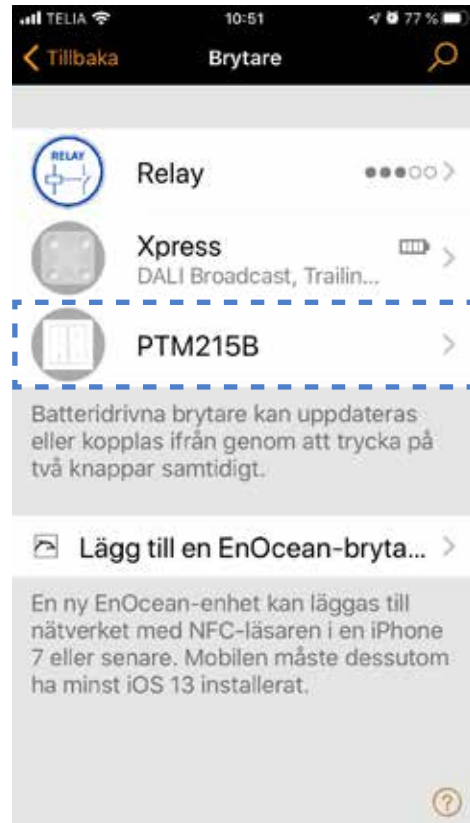 TELIA 10:51 77 %
Tillbaka Brytare
RELAY
Relay
Xpress
DALI Broadcast, Trailin...
PTM215B
Batteridrivna brytare kan uppdateras
eller kopplas ifrån genom att trycka på
två knappar samtidigt.
Lägg till en EnOcean-bryta...
En ny EnOcean-enhet kan läggas till
nätverket med NFC-läsaren i en iPhone
7 eller senare. Mobilen måste dessutom
ha minst iOS 13 installerat.
?